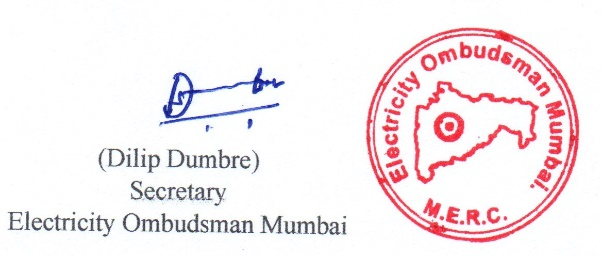 (Dilip Dumbre)
Secretary
Electricity Ombudsman Mumbai
Electricity Ombudsman Mumbai.
M.E.R.C.